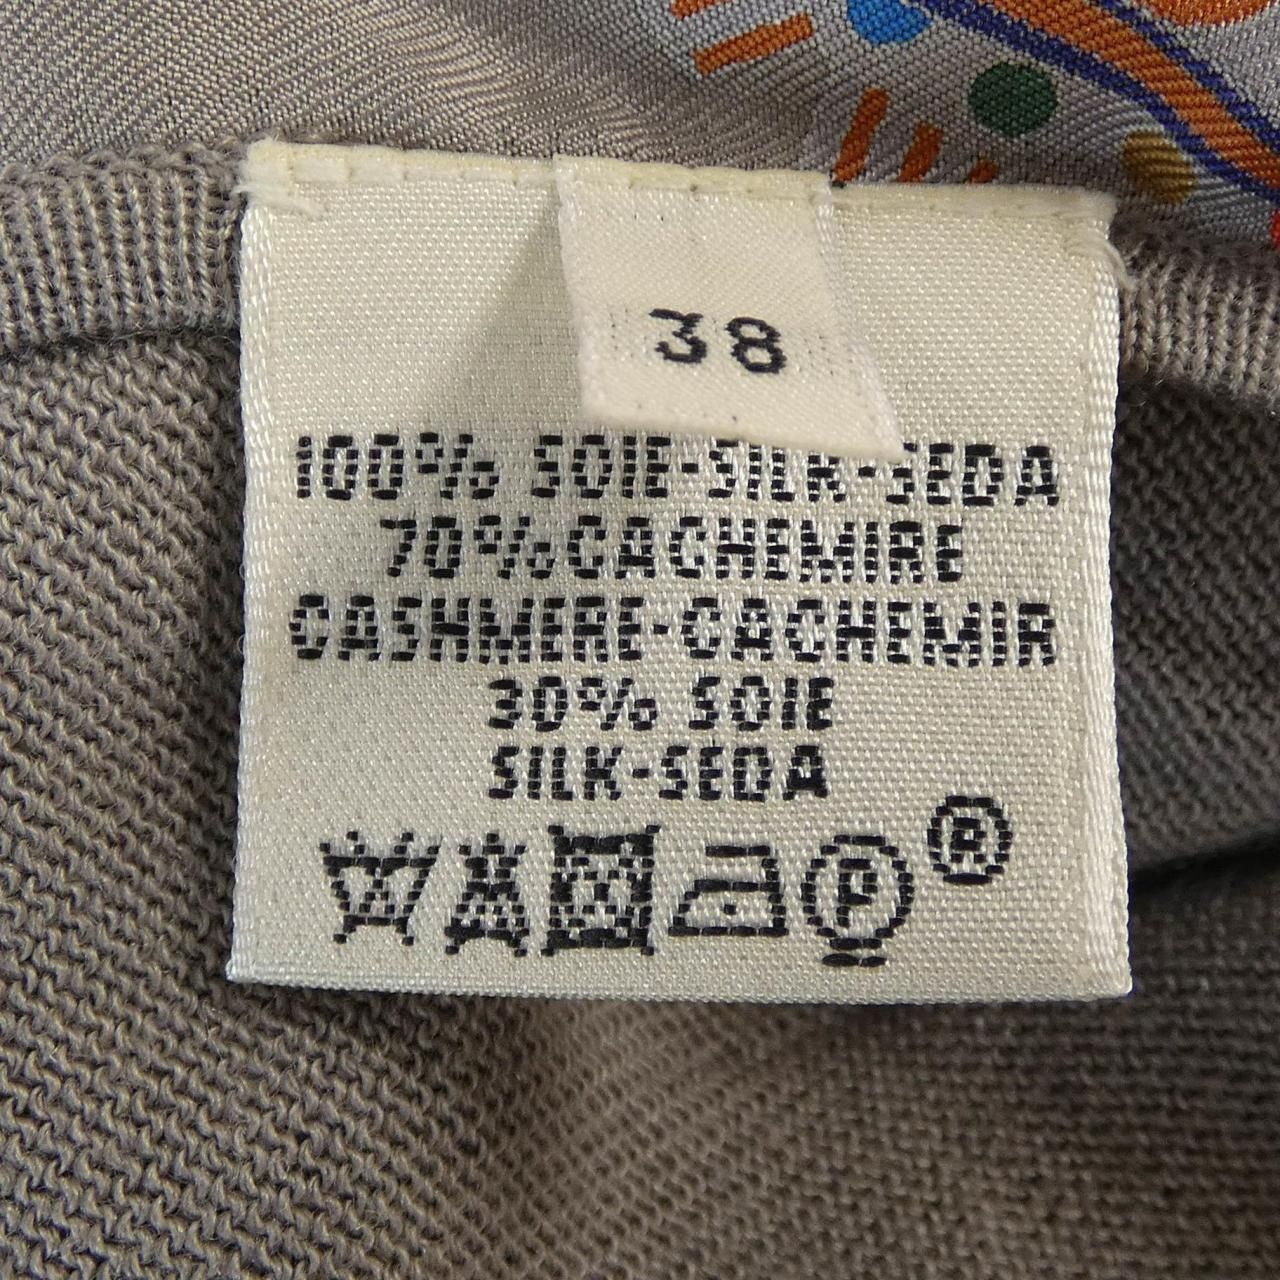 38
100% SOIE-SILK-SEDA
70% CACHEMIRE
CASHMERE-CACHEMIR
30% SOIE
SILK-SEDA
P ®